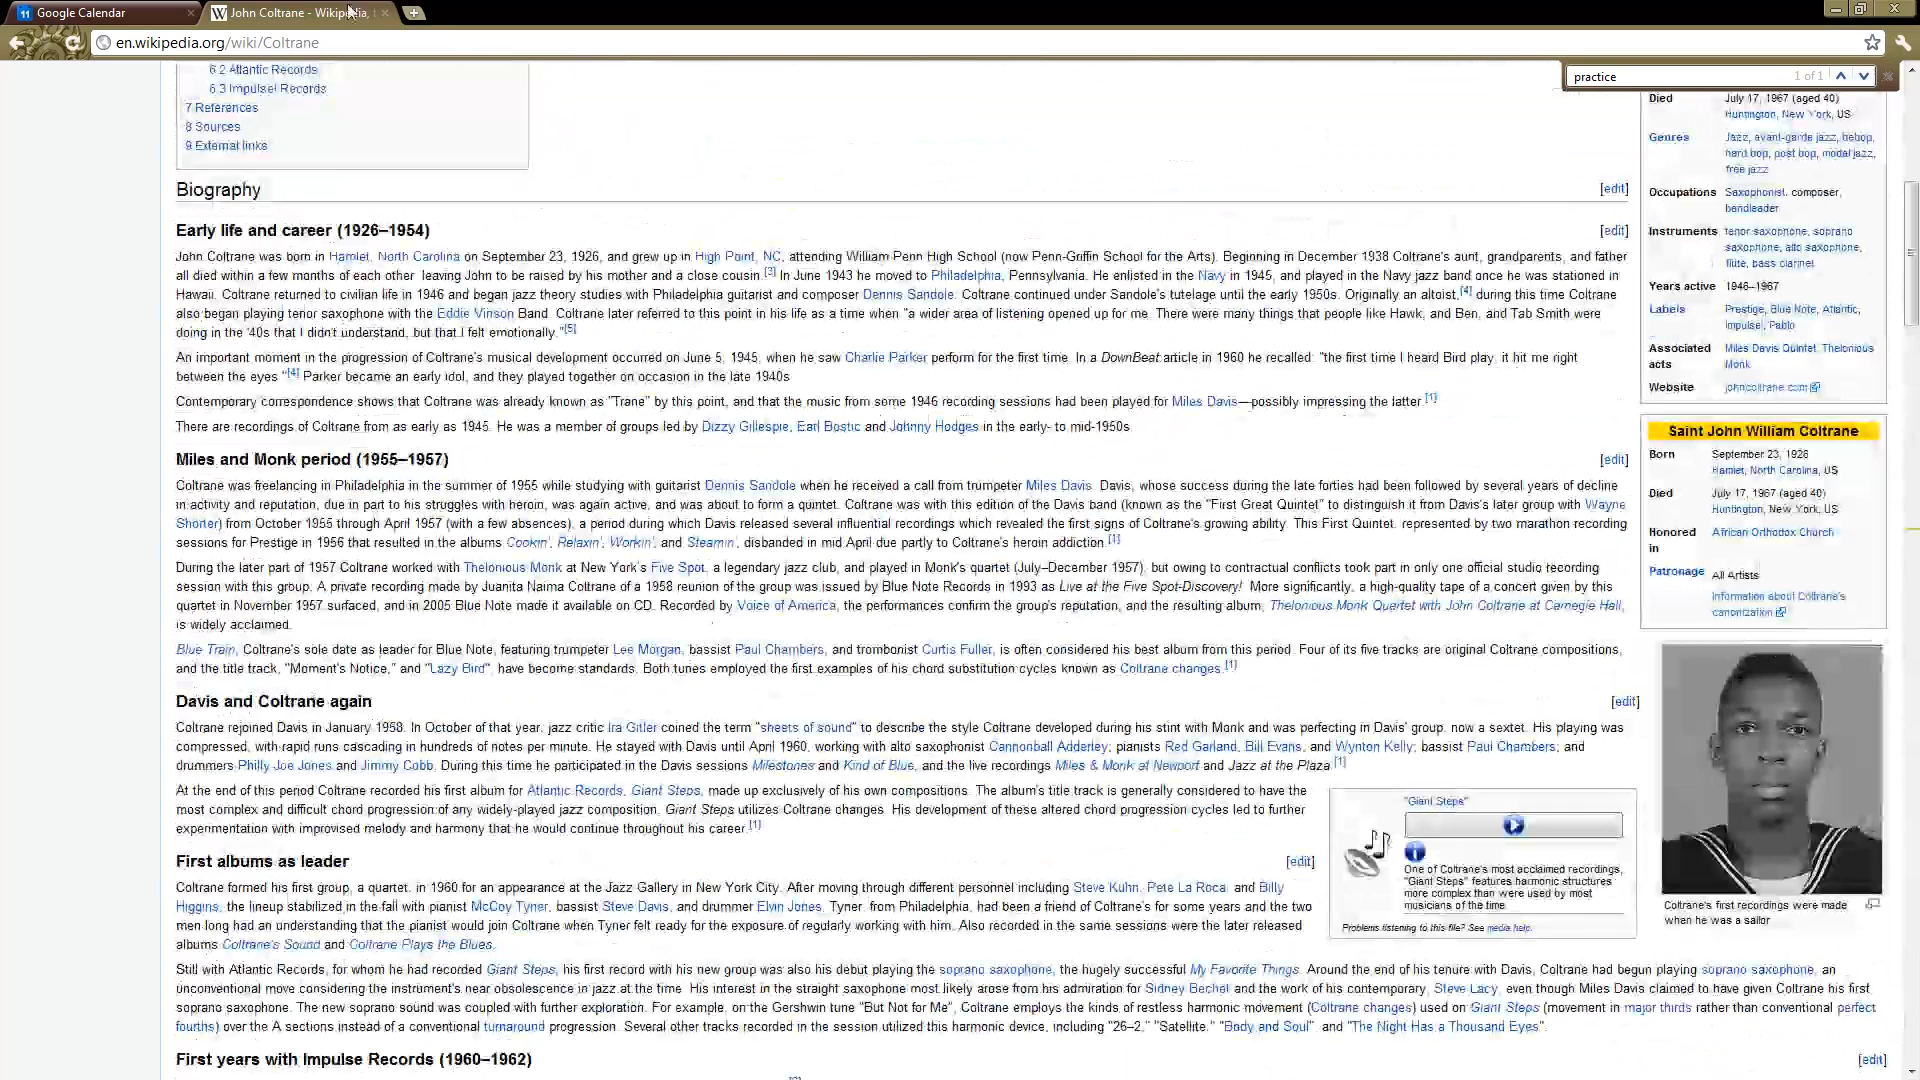 11 Google Calendar
W John Coltrane - Wikipedia, t
en.wikipedia.org/wiki/Coltrane
practice 1 of 1
6.2 Atlantic Records
6.3 Impulse! Records
7 References
8 Sources
9 External links
Biography [edit]
Early life and career (1926–1954) [edit]
John Coltrane was born in Hamlet, North Carolina on September 23, 1926, and grew up in High Point, NC, attending William Penn High School (now Penn-Griffin School for the Arts). Beginning in December 1938 Coltrane's aunt, grandparents, and father
all died within a few months of each other, leaving John to be raised by his mother and a close cousin.[3] In June 1943 he moved to Philadelphia, Pennsylvania. He enlisted in the Navy in 1945, and played in the Navy jazz band once he was stationed in
Hawaii. Coltrane returned to civilian life in 1946 and began jazz theory studies with Philadelphia guitarist and composer Dennis Sandole. Coltrane continued under Sandole's tutelage until the early 1950s. Originally an altoist,[4] during this time Coltrane
also began playing tenor saxophone with the Eddie Vinson Band. Coltrane later referred to this point in his life as a time when "a wider area of listening opened up for me. There were many things that people like Hawk, and Ben, and Tab Smith were
doing in the '40s that I didn't understand, but that I felt emotionally."[5]
An important moment in the progression of Coltrane's musical development occurred on June 5, 1945, when he saw Charlie Parker perform for the first time. In a DownBeat article in 1960 he recalled: "the first time I heard Bird play, it hit me right
between the eyes."[4] Parker became an early idol, and they played together on occasion in the late 1940s.
Contemporary correspondence shows that Coltrane was already known as "Trane" by this point, and that the music from some 1946 recording sessions had been played for Miles Davis—possibly impressing the latter.[1]
There are recordings of Coltrane from as early as 1945. He was a member of groups led by Dizzy Gillespie, Earl Bostic and Johnny Hodges in the early- to mid-1950s.
Miles and Monk period (1955–1957) [edit]
Coltrane was freelancing in Philadelphia in the summer of 1955 while studying with guitarist Dennis Sandole when he received a call from trumpeter Miles Davis. Davis, whose success during the late forties had been followed by several years of decline
in activity and reputation, due in part to his struggles with heroin, was again active, and was about to form a quintet. Coltrane was with this edition of the Davis band (known as the "First Great Quintet" to distinguish it from Davis's later group with Wayne
Shorter) from October 1955 through April 1957 (with a few absences), a period during which Davis released several influential recordings which revealed the first signs of Coltrane's growing ability. This First Quintet, represented by two marathon recording
sessions for Prestige in 1956 that resulted in the albums Cookin', Relaxin', Workin', and Steamin', disbanded in mid April due partly to Coltrane's heroin addiction.[1]
During the later part of 1957 Coltrane worked with Thelonious Monk at New York's Five Spot, a legendary jazz club, and played in Monk's quartet (July–December 1957), but owing to contractual conflicts took part in only one official studio recording
session with this group. A private recording made by Juanita Naima Coltrane of a 1958 reunion of the group was issued by Blue Note Records in 1993 as Live at the Five Spot-Discovery! More significantly, a high-quality tape of a concert given by this
quartet in November 1957 surfaced, and in 2005 Blue Note made it available on CD. Recorded by Voice of America, the performances confirm the group's reputation, and the resulting album, Thelonious Monk Quartet with John Coltrane at Carnegie Hall,
is widely acclaimed.
Blue Train, Coltrane's sole date as leader for Blue Note, featuring trumpeter Lee Morgan, bassist Paul Chambers, and trombonist Curtis Fuller, is often considered his best album from this period. Four of its five tracks are original Coltrane compositions,
and the title track, "Moment's Notice," and "Lazy Bird", have become standards. Both tunes employed the first examples of his chord substitution cycles known as Coltrane changes.[1]
Davis and Coltrane again [edit]
Coltrane rejoined Davis in January 1958. In October of that year, jazz critic Ira Gitler coined the term "sheets of sound" to describe the style Coltrane developed during his stint with Monk and was perfecting in Davis' group, now a sextet. His playing was
compressed, with rapid runs cascading in hundreds of notes per minute. He stayed with Davis until April 1960, working with alto saxophonist Cannonball Adderley; pianists Red Garland, Bill Evans, and Wynton Kelly; bassist Paul Chambers; and
drummers Philly Joe Jones and Jimmy Cobb. During this time he participated in the Davis sessions Milestones and Kind of Blue, and the live recordings Miles & Monk at Newport and Jazz at the Plaza.[1]
At the end of this period Coltrane recorded his first album for Atlantic Records, Giant Steps, made up exclusively of his own compositions. The album's title track is generally considered to have the
most complex and difficult chord progression of any widely-played jazz composition. Giant Steps utilizes Coltrane changes. His development of these altered chord progression cycles led to further
experimentation with improvised melody and harmony that he would continue throughout his career.[1]
First albums as leader [edit]
Coltrane formed his first group, a quartet, in 1960 for an appearance at the Jazz Gallery in New York City. After moving through different personnel including Steve Kuhn, Pete La Roca, and Billy
Higgins, the lineup stabilized in the fall with pianist McCoy Tyner, bassist Steve Davis, and drummer Elvin Jones. Tyner, from Philadelphia, had been a friend of Coltrane's for some years and the two
men long had an understanding that the pianist would join Coltrane when Tyner felt ready for the exposure of regularly working with him. Also recorded in the same sessions were the later released
albums Coltrane's Sound and Coltrane Plays the Blues.
Still with Atlantic Records, for whom he had recorded Giant Steps, his first record with his new group was also his debut playing the soprano saxophone, the hugely successful My Favorite Things. Around the end of his tenure with Davis, Coltrane had begun playing soprano saxophone, an
unconventional move considering the instrument's near obsolescence in jazz at the time. His interest in the straight saxophone most likely arose from his admiration for Sidney Bechet and the work of his contemporary, Steve Lacy, even though Miles Davis claimed to have given Coltrane his first
soprano saxophone. The new soprano sound was coupled with further exploration. For example, on the Gershwin tune "But Not for Me", Coltrane employs the kinds of restless harmonic movement (Coltrane changes) used on Giant Steps (movement in major thirds rather than conventional perfect
fourths) over the A sections instead of a conventional turnaround progression. Several other tracks recorded in the session utilized this harmonic device, including "26–2," "Satellite," "Body and Soul", and "The Night Has a Thousand Eyes".
First years with Impulse Records (1960–1962) [edit]
Died July 17, 1967 (aged 40)
Huntington, New York, US
Genres Jazz, avant-garde jazz, bebop,
hard bop, post bop, modal jazz,
free jazz
Occupations Saxophonist, composer,
bandleader
Instruments tenor saxophone, soprano
saxophone, alto saxophone,
flute, bass clarinet
Years active 1946–1967
Labels Prestige, Blue Note, Atlantic,
Impulse!, Pablo
Associated Miles Davis Quintet, Thelonious
acts Monk
Website johncoltrane.com
Saint John William Coltrane
Born September 23, 1926
Hamlet, North Carolina, US
Died July 17, 1967 (aged 40)
Huntington, New York, US
Honored African Orthodox Church
in
Patronage All Artists
Information about Coltrane's
canonization
"Giant Steps"
One of Coltrane's most acclaimed recordings,
"Giant Steps" features harmonic structures
more complex than were used by most
musicians of the time.
Problems listening to this file? See media help.
Coltrane's first recordings were made
when he was a sailor